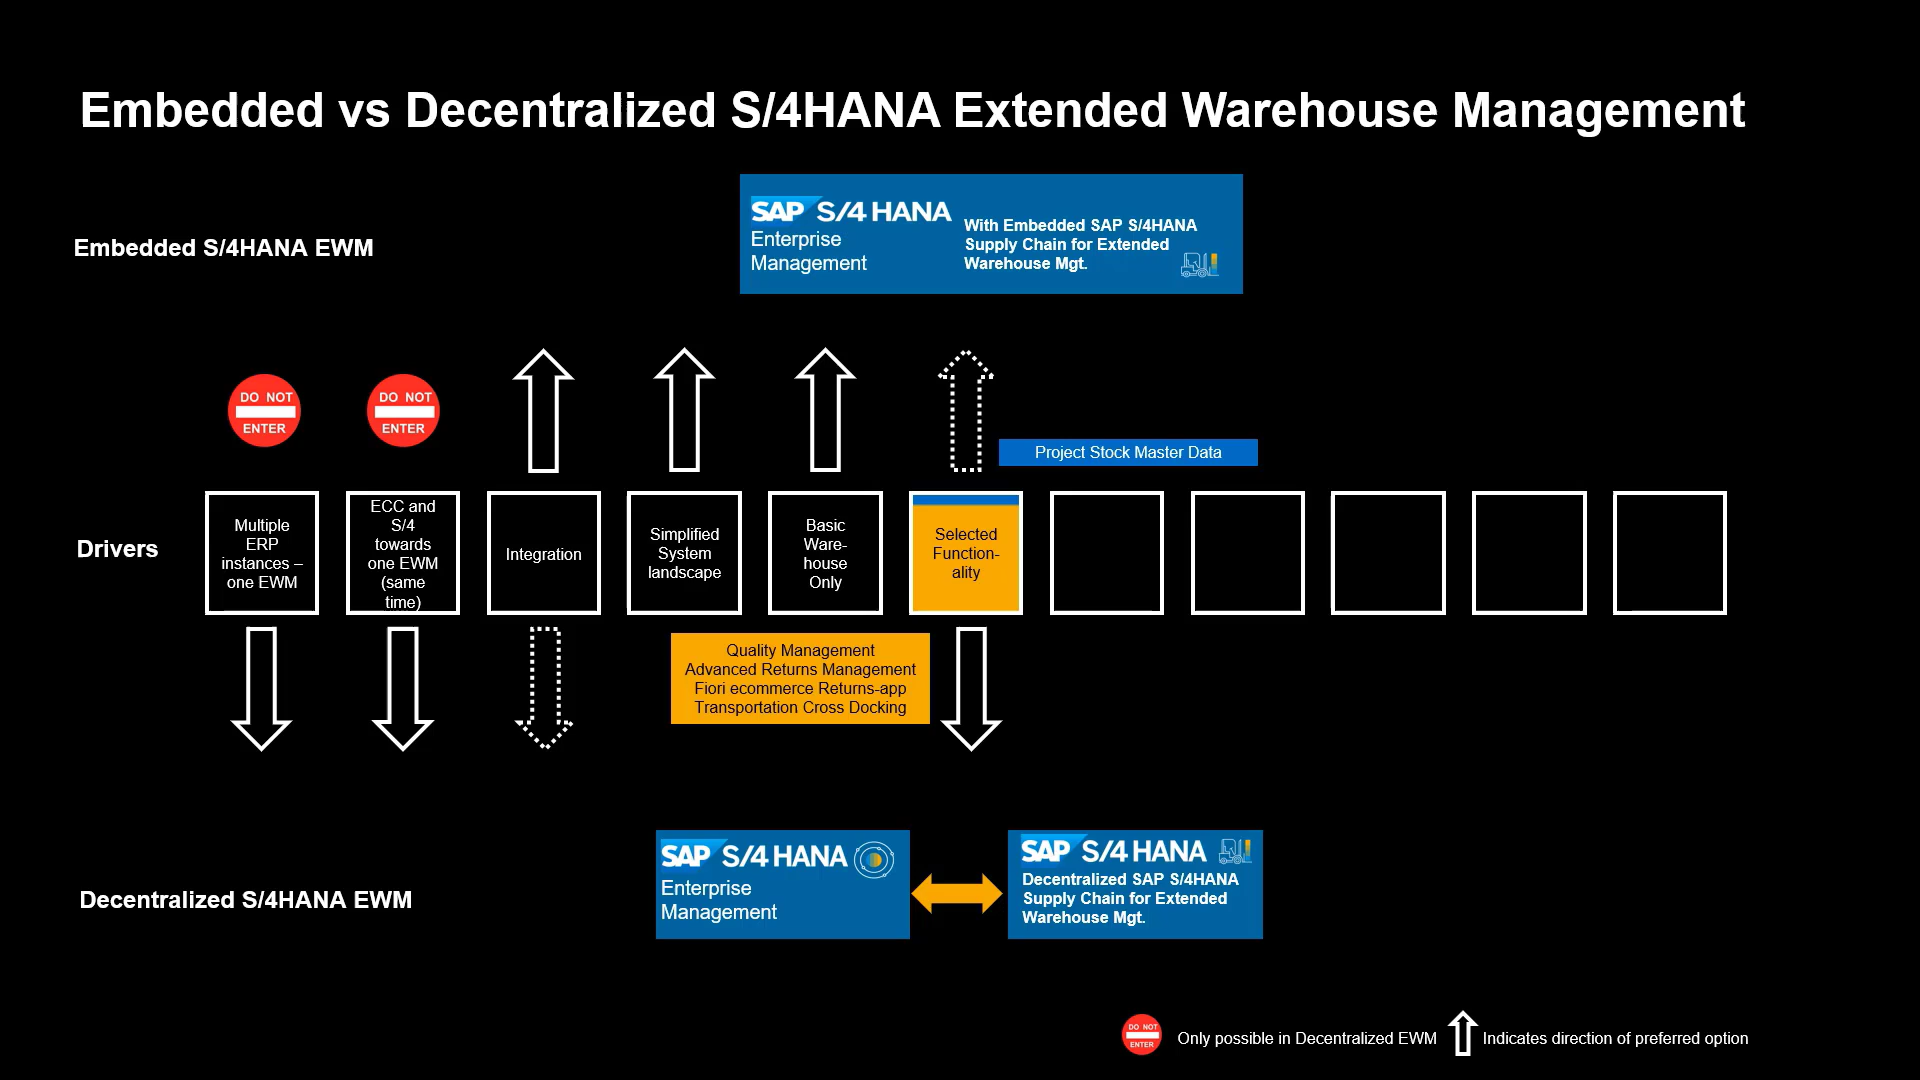 Embedded vs Decentralized S/4HANA Extended Warehouse Management
Embedded S/4HANA EWM
SAP S/4HANA
Enterprise
Management
With Embedded SAP S/4HANA
Supply Chain for Extended
Warehouse Mgt.
DO NOT
ENTER
DO NOT
ENTER
Project Stock Master Data
Drivers
Multiple
ERP
instances –
one EWM
ECC and
S/4
towards
one EWM
(same
time)
Integration
Simplified
System
landscape
Basic
Ware-
house
Only
Selected
Function-
ality
Quality Management
Advanced Returns Management
Fiori ecommerce Returns-app
Transportation Cross Docking
Decentralized S/4HANA EWM
SAP S/4HANA
Enterprise
Management
SAP S/4HANA
Decentralized SAP S/4HANA
Supply Chain for Extended
Warehouse Mgt.
DO NOT
ENTER
Only possible in Decentralized EWM
Indicates direction of preferred option